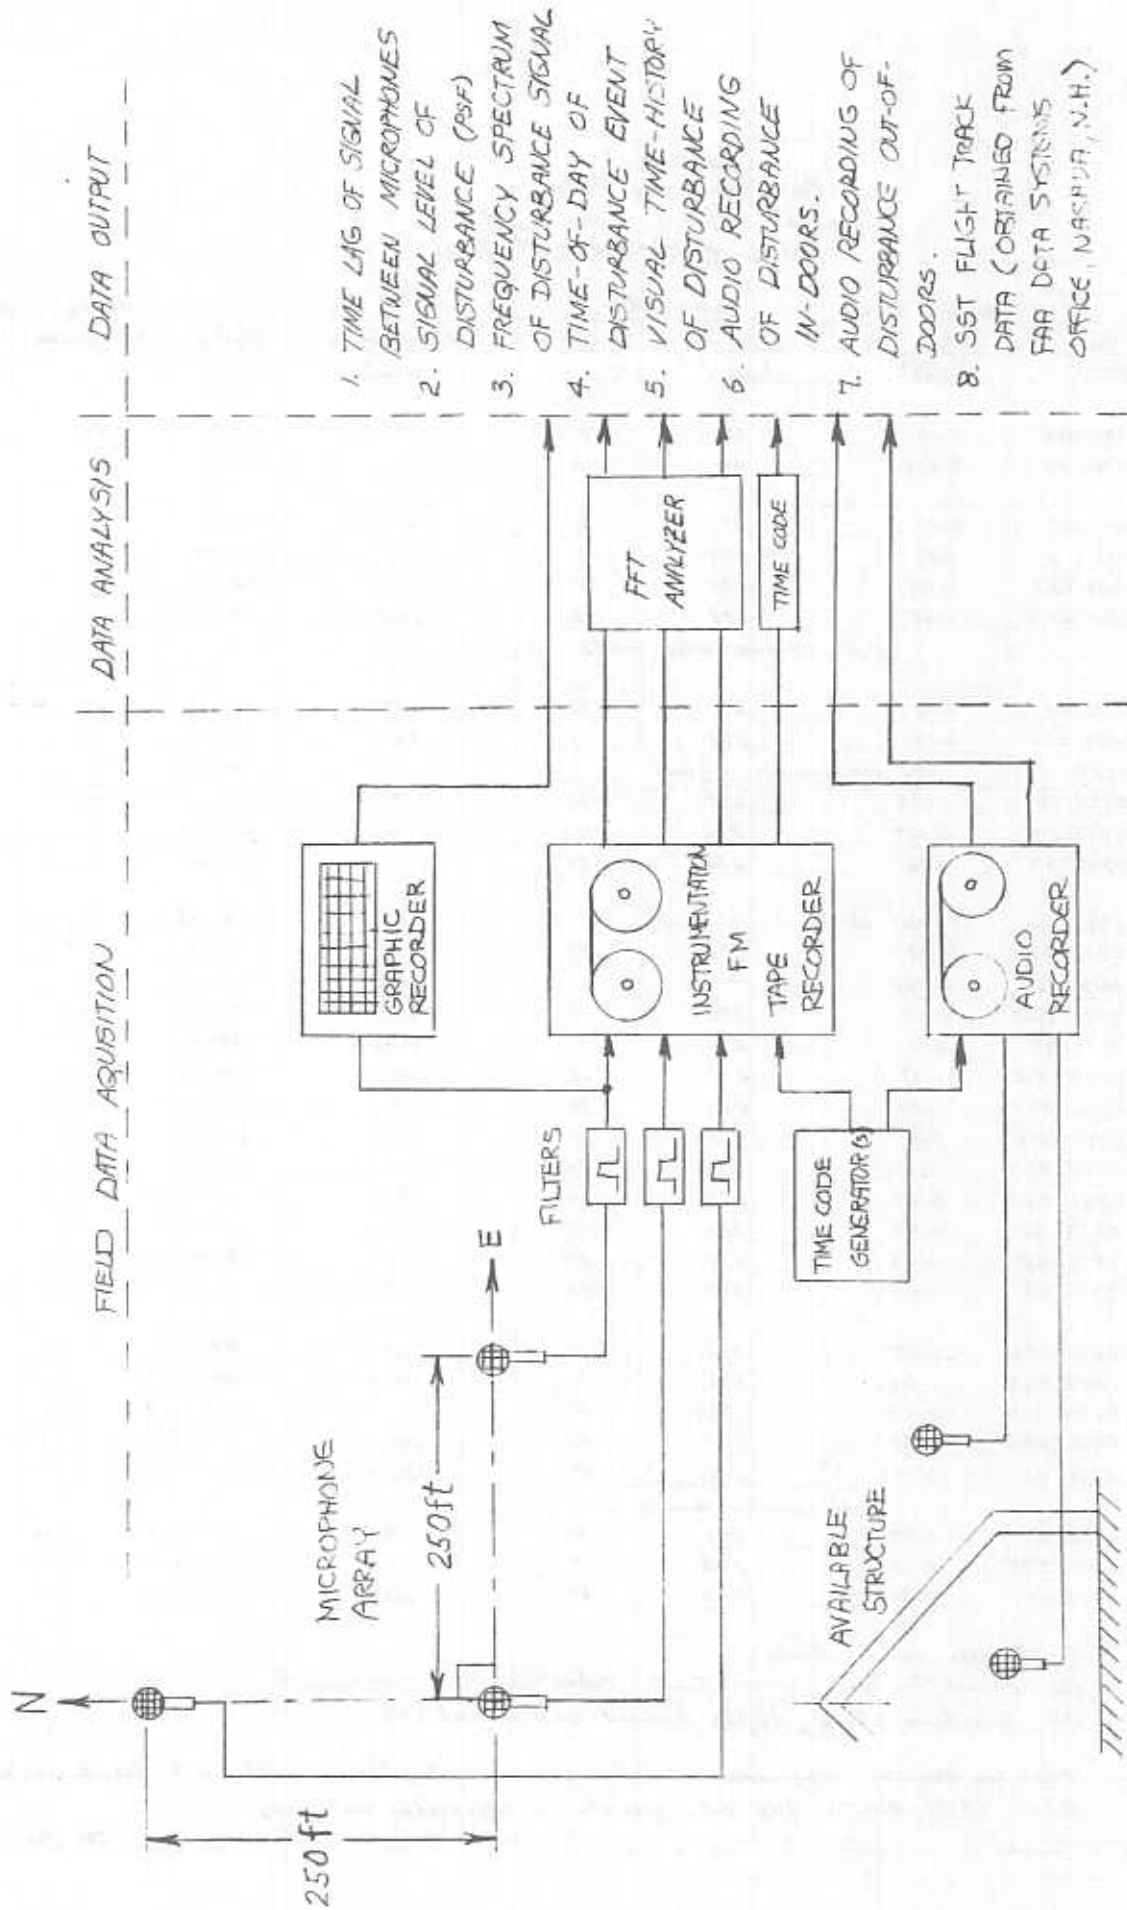 FIELD DATA AQUSITION
DATA ANALYSIS
DATA OUTPUT
N
250 ft
MICROPHONE
ARRAY
250ft
E
FILTERS
GRAPHIC
RECORDER
INSTRUMENTATION
FM
TAPE
RECORDER
FFT
ANALYZER
TIME CODE
TIME CODE
GENERATOR(S)
AVAILABLE
STRUCTURE
AUDIO
RECORDER
1. TIME LAG OF SIGNAL
BETWEEN MICROPHONES
2. SIGNAL LEVEL OF
DISTURBANCE (PSF)
3. FREQUENCY SPECTRUM
OF DISTURBANCE SIGNAL
4. TIME-OF-DAY OF
DISTURBANCE EVENT
5. VISUAL TIME-HISTORY
OF DISTURBANCE
6 AUDIO RECORDING
OF DISTURBANCE
IN-DOORS.
7. AUDIO RECORDING OF
DISTURBANCE OUT-OF-
DOORS.
8. SST FLIGHT TRACK
DATA (OBTAINED FROM
FAA DATA SYSTEMS
OFFICE, NASHUA, N.H.)